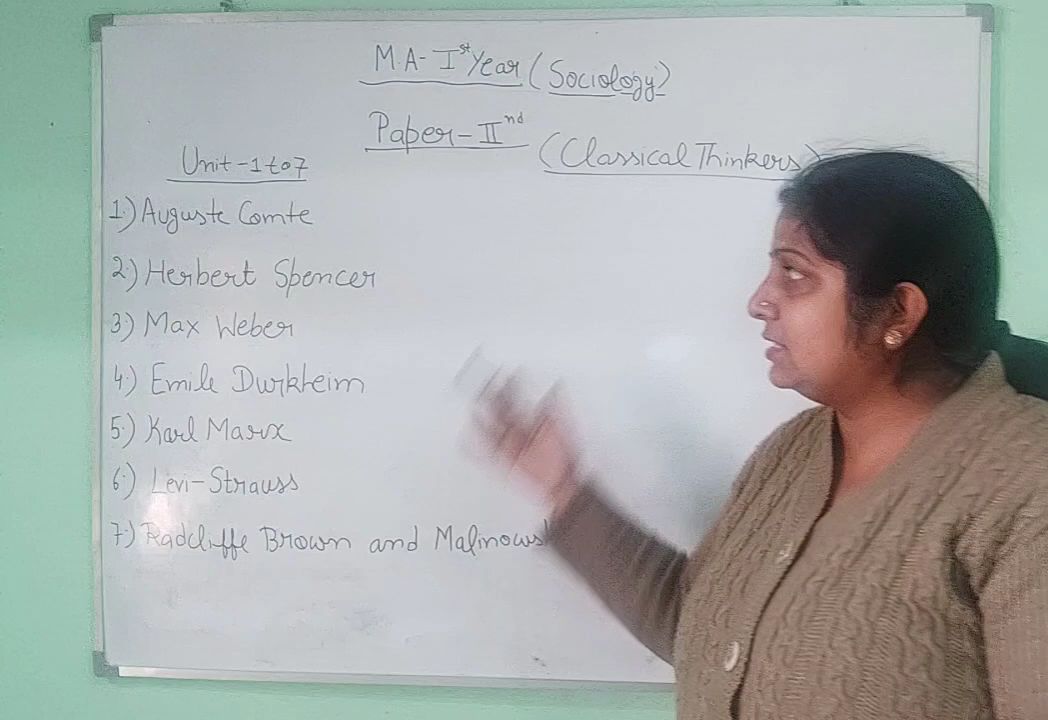 M.A- Ist Year (Sociology)
Paper-IInd
(Classical Thinkers)
Unit-1 to 7
1.) Auguste Comte
2.) Herbert Spencer
3) Max Weber
4.) Emile Durkheim
5.) Karl Marx
6.) Levi-Strauss
7.) Radcliffe Brown and